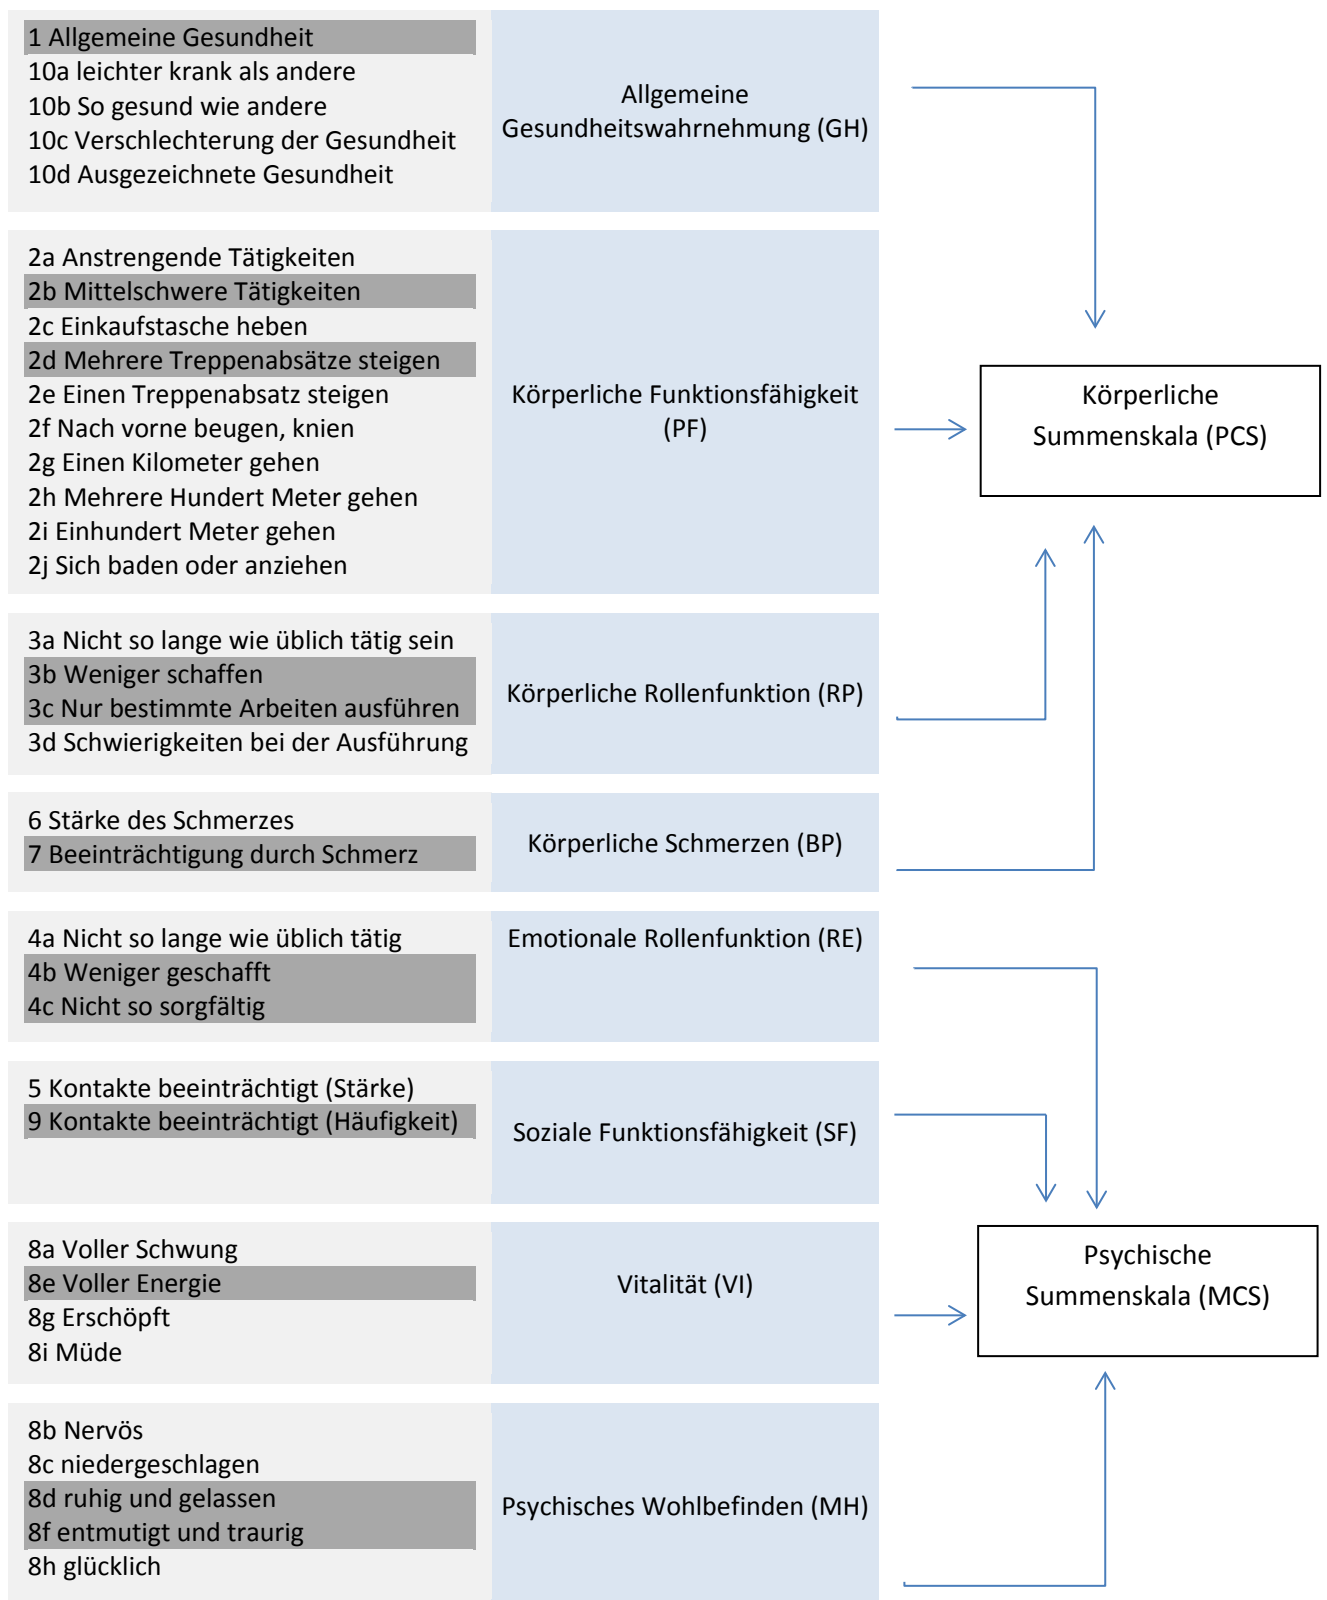 1 Allgemeine Gesundheit
10a leichter krank als andere
10b So gesund wie andere
10c Verschlechterung der Gesundheit
10d Ausgezeichnete Gesundheit
Allgemeine
Gesundheitswahrnehmung (GH)
2a Anstrengende Tätigkeiten
2b Mittelschwere Tätigkeiten
2c Einkaufstasche heben
2d Mehrere Treppenabsätze steigen
2e Einen Treppenabsatz steigen
2f Nach vorne beugen, knien
2g Einen Kilometer gehen
2h Mehrere Hundert Meter gehen
2i Einhundert Meter gehen
2j Sich baden oder anziehen
Körperliche Funktionsfähigkeit
(PF)
Körperliche
Summenskala (PCS)
3a Nicht so lange wie üblich tätig sein
3b Weniger schaffen
3c Nur bestimmte Arbeiten ausführen
3d Schwierigkeiten bei der Ausführung
Körperliche Rollenfunktion (RP)
6 Stärke des Schmerzes
7 Beeinträchtigung durch Schmerz
Körperliche Schmerzen (BP)
4a Nicht so lange wie üblich tätig
4b Weniger geschafft
4c Nicht so sorgfältig
Emotionale Rollenfunktion (RE)
5 Kontakte beeinträchtigt (Stärke)
9 Kontakte beeinträchtigt (Häufigkeit)
Soziale Funktionsfähigkeit (SF)
8a Voller Schwung
8e Voller Energie
8g Erschöpft
8i Müde
Vitalität (VI)
Psychische
Summenskala (MCS)
8b Nervös
8c niedergeschlagen
8d ruhig und gelassen
8f entmutigt und traurig
8h glücklich
Psychisches Wohlbefinden (MH)